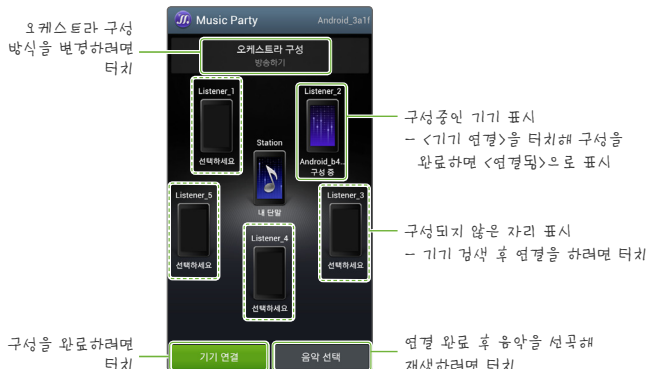 Music Party
Android_3a1f
오케스트라 구성
방식을 변경하려면
터치
오케스트라 구성
방송하기
Listener_1
선택하세요
Listener_2
Android_b4..
구성 중
구성중인 기기 표시
– <기기 연결>을 터치해 구성을
완료하면 <연결됨>으로 표시
Station
내 단말
Listener_5
선택하세요
Listener_3
선택하세요
구성되지 않은 자리 표시
– 기기 검색 후 연결을 하려면 터치
Listener_4
선택하세요
구성을 완료하려면
터치
기기 연결
음악 선택
연결 완료 후 음악을 선곡해
재생하려면 터치